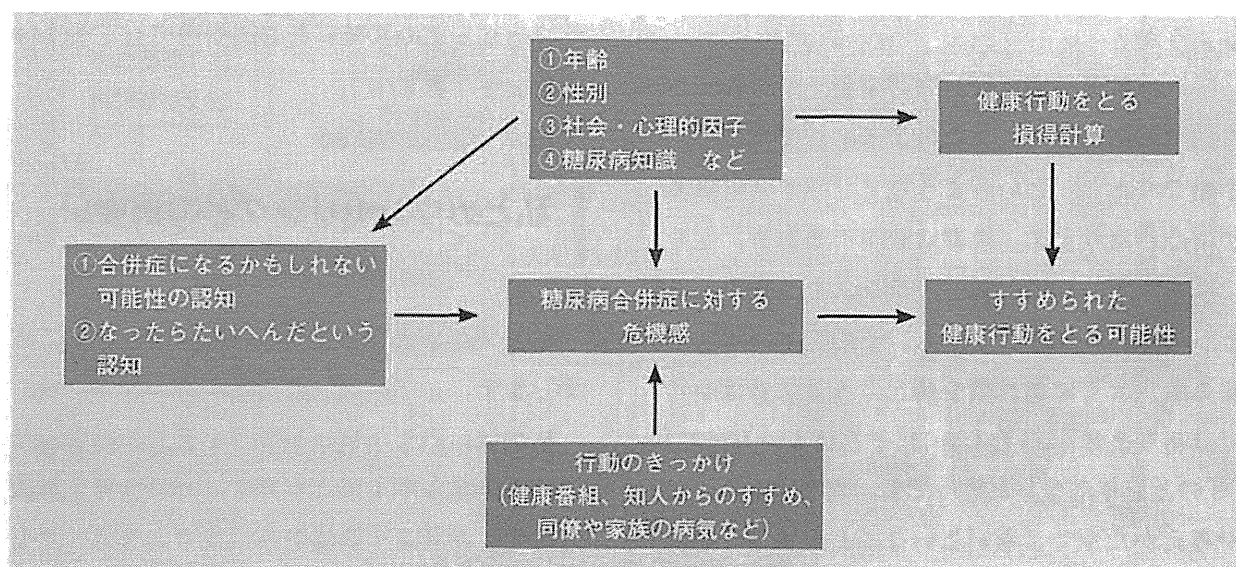 ①年齢
②性別
③社会・心理的因子
④糖尿病知識 など
健康行動をとる
損得計算
①合併症になるかもしれない
可能性の認知
②なったらたいへんだという
認知
糖尿病合併症に対する
危機感
すすめられた
健康行動をとる可能性
行動のきっかけ
(健康番組、知人からのすすめ、
同僚や家族の病気など)